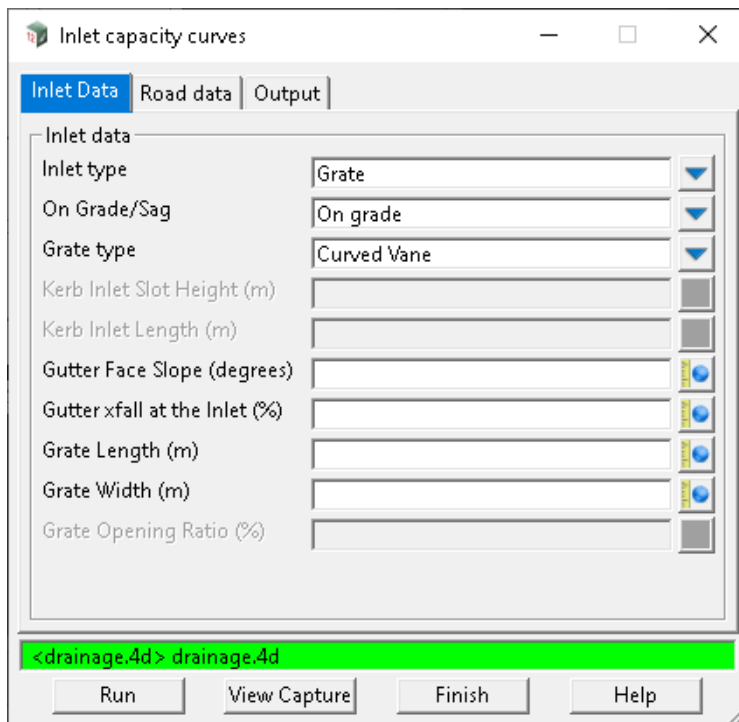 Inlet capacity curves
Inlet Data Road data Output
Inlet data
Inlet type Grate
On Grade/Sag On grade
Grate type Curved Vane
Kerb Inlet Slot Height (m)
Kerb Inlet Length (m)
Gutter Face Slope (degrees)
Gutter xfall at the Inlet (%)
Grate Length (m)
Grate Width (m)
Grate Opening Ratio (%)
<drainage.4d> drainage.4d
Run View Capture Finish Help